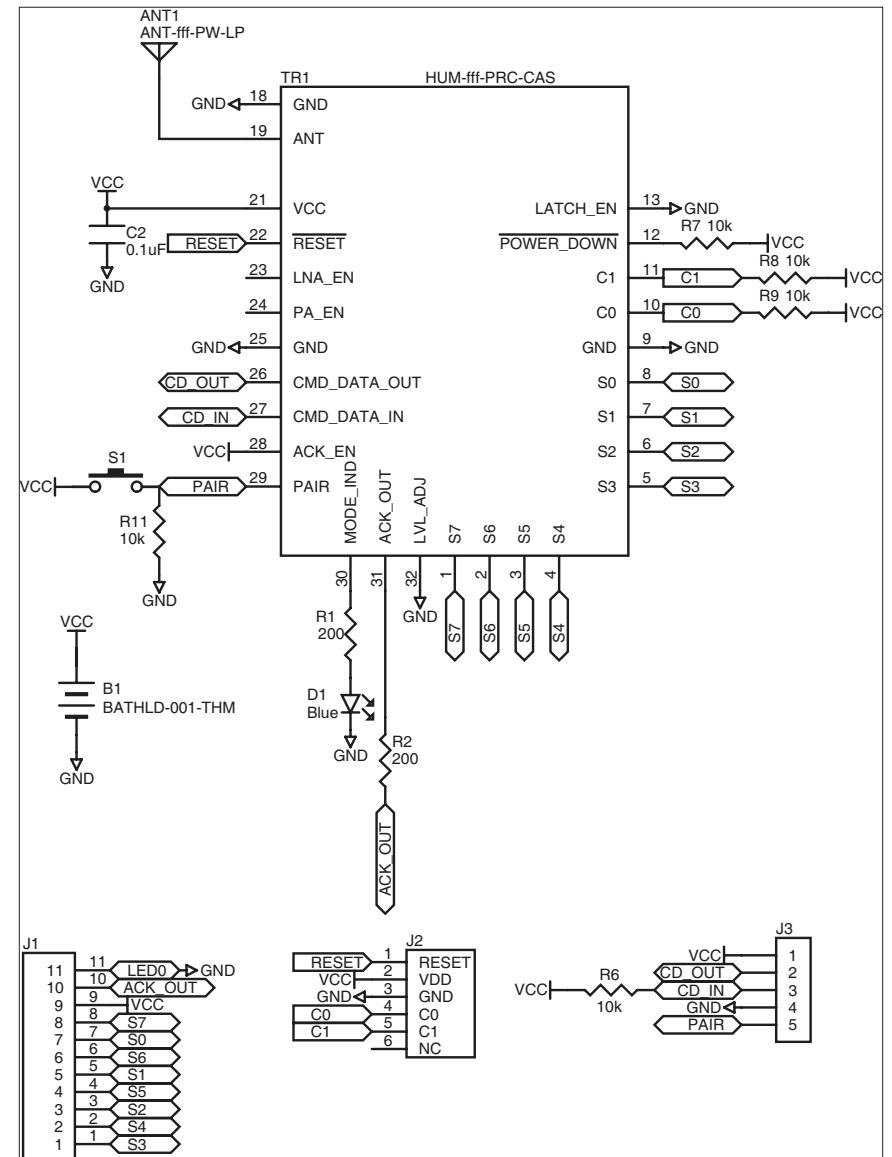 ANT1
ANT-fff-PW-LP
TR1
HUM-fff-PRC-CAS
GND 18 GND
19 ANT
VCC
21 VCC
LATCH_EN 13 GND
C2
0.1uF
RESET 22 RESET
POWER_DOWN 12 R7 10k VCC
GND
23 LNA_EN
C1 11 C1 R8 10k VCC
24 PA_EN
C0 10 C0 R9 10k VCC
GND 25 GND
GND 9 GND
CD_OUT 26 CMD_DATA_OUT
S0 8 S0
CD_IN 27 CMD_DATA_IN
S1 7 S1
VCC 28 ACK_EN
S2 6 S2
S1
VCC PAIR 29 PAIR
S3 5 S3
R11
10k
GND
MODE_IND
ACK_OUT
LVL_ADJ
S7
S6
S5
S4
30
31
32
1
2
3
4
GND
S7
S6
S5
S4
R1
200
D1
Blue
GND
R2
200
ACK_OUT
VCC
B1
BATHLD-001-THM
GND
J1
11 11 LED0 GND
10 10 ACK_OUT
9 9 VCC
8 8 S7
7 7 S0
6 6 S6
5 5 S1
4 4 S5
3 3 S2
2 2 S4
1 1 S3
J2
RESET 1 RESET
VCC 2 VDD
GND 3 GND
C0 4 C0
C1 5 C1
6 NC
J3
VCC 1
CD_OUT 2
VCC R6 10k CD_IN 3
GND 4
PAIR 5